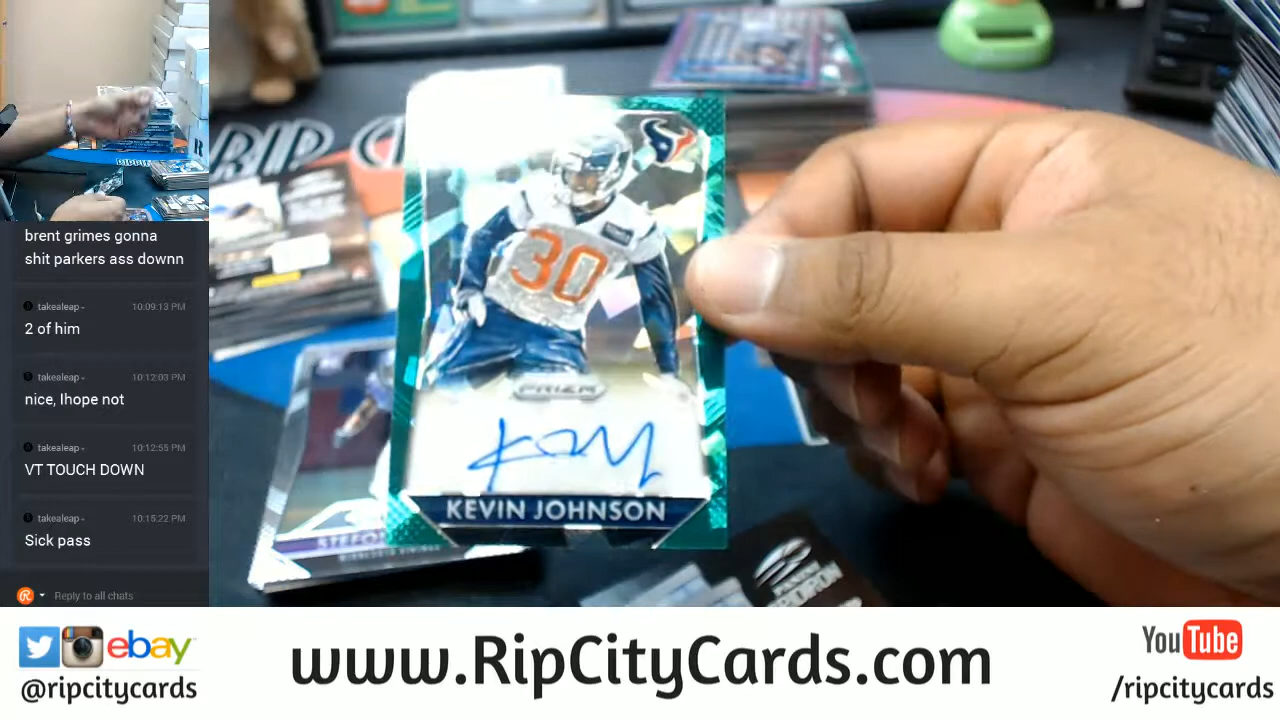 brent grimes gonna
shit parkers ass downn
takealeap-
10:09:13 PM
2 of him
takealeap-
10:12:03 PM
nice, Ihope not
takealeap-
10:12:55 PM
VT TOUCH DOWN
takealeap-
10:15:22 PM
Sick pass
Reply to all chats
RIP C
30
PRIZM
KEVIN JOHNSON
ebay
@ripcitycards
www.RipCityCards.com
YouTube
/ripcitycards